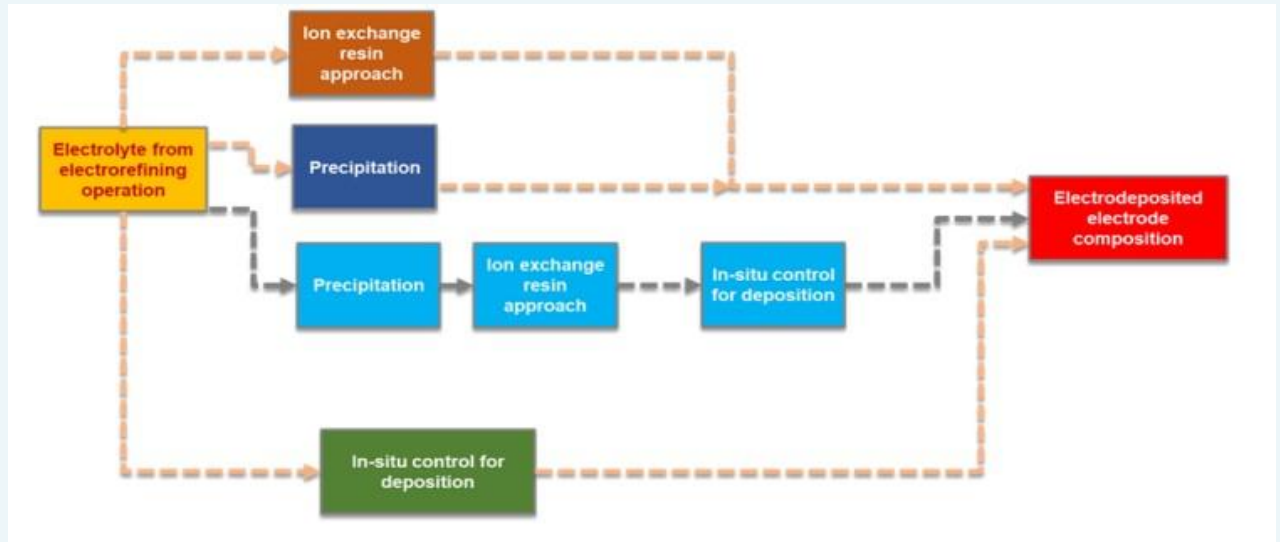 Ion exchange
resin
approach
Electrolyte from
electrorefining
operation
Precipitation
Electrodeposited
electrode
composition
Precipitation
Ion exchange
resin
approach
In-situ control
for deposition
In-situ control for
deposition